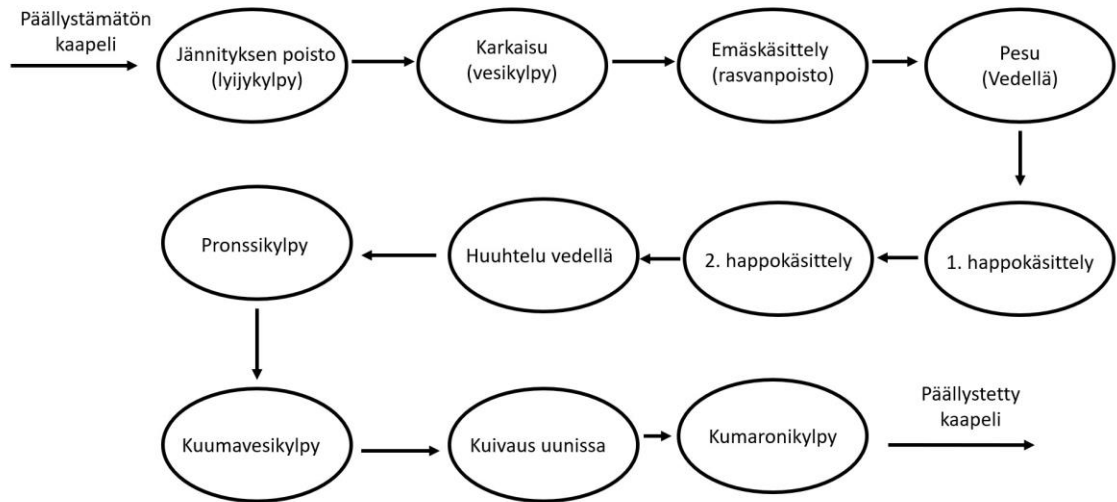 Päällystämätön
kaapeli
Jännityksen poisto
(lyijykylpy)
Karkaisu
(vesikylpy)
Emäskäsittely
(rasvanpoisto)
Pesu
(Vedellä)
1. happokäsittely
2. happokäsittely
Huuhtelu vedellä
Pronssikylpy
Kuumavesikylpy
Kuivaus uunissa
Kumaronikylpy
Päällystetty
kaapeli